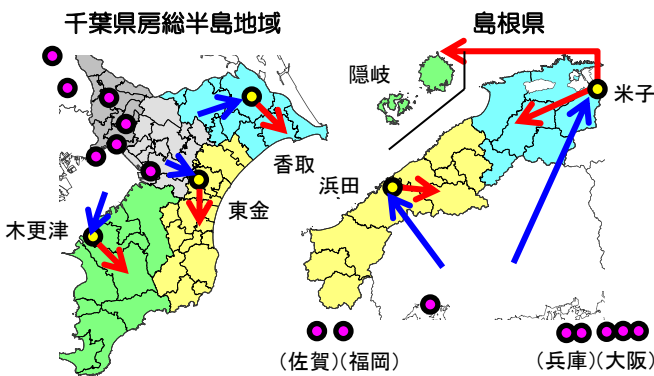 千葉県房総半島地域
島根県
隠岐
米子
香取
浜田
東金
木更津
(佐賀)(福岡)
(兵庫)(大阪)